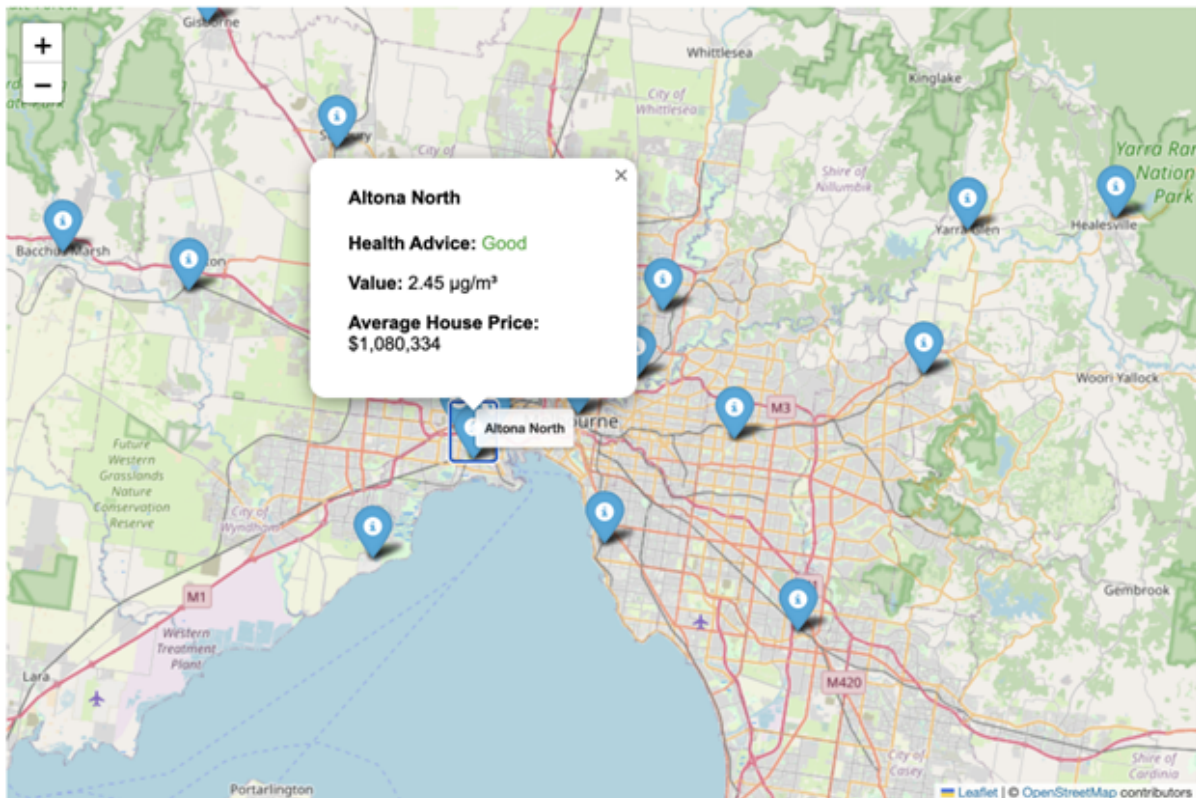 Gisborne
+
−
Whittlesea
Kinglake
City of
Whittlesea
City of
Yarra Ran
Nation
Park
Shire of
Nillumbik
Bacchus Marsh
Yarra Glen
Healesville
×
Altona North
Health Advice: Good
Value: 2.45 µg/m³
Average House Price:
$1,080,334
Woori Yallock
M3
Altona North
Future
Western
Grasslands
Nature
Conservation
Reserve
City of
Wyndham
M1
Gembrook
Western
Treatment
Plant
Lara
M420
City of
Casey
Shire of
Cardinia
Portarlington
Leaflet | © OpenStreetMap contributors